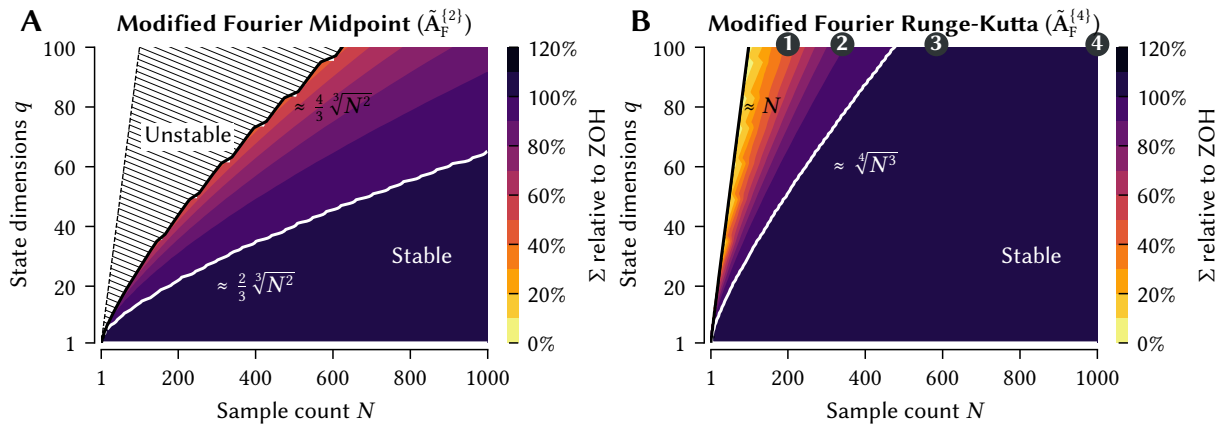 A Modified Fourier Midpoint (Ã_F^{2})
State dimensions q
100
80
60
40
20
1
Unstable
≈ 4/3 ∛N²
≈ 2/3 ∛N²
Stable
1 200 400 600 800 1000
Sample count N
120%
100%
80%
60%
40%
20%
0%
Σ relative to ZOH
B Modified Fourier Runge-Kutta (Ã_F^{4})
State dimensions q
100
80
60
40
20
1
1 2 3 4
≈ N
≈ ∜N³
Stable
1 200 400 600 800 1000
Sample count N
120%
100%
80%
60%
40%
20%
0%
Σ relative to ZOH